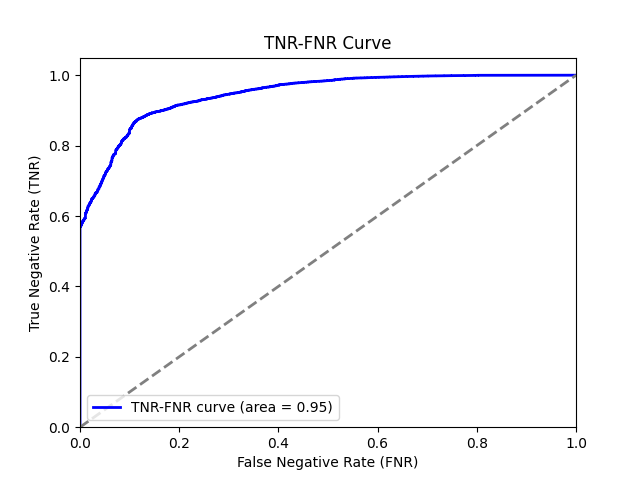 TNR-FNR Curve
True Negative Rate (TNR)
1.0
0.8
0.6
0.4
0.2
0.0
TNR-FNR curve (area = 0.95)
0.0 0.2 0.4 0.6 0.8 1.0
False Negative Rate (FNR)